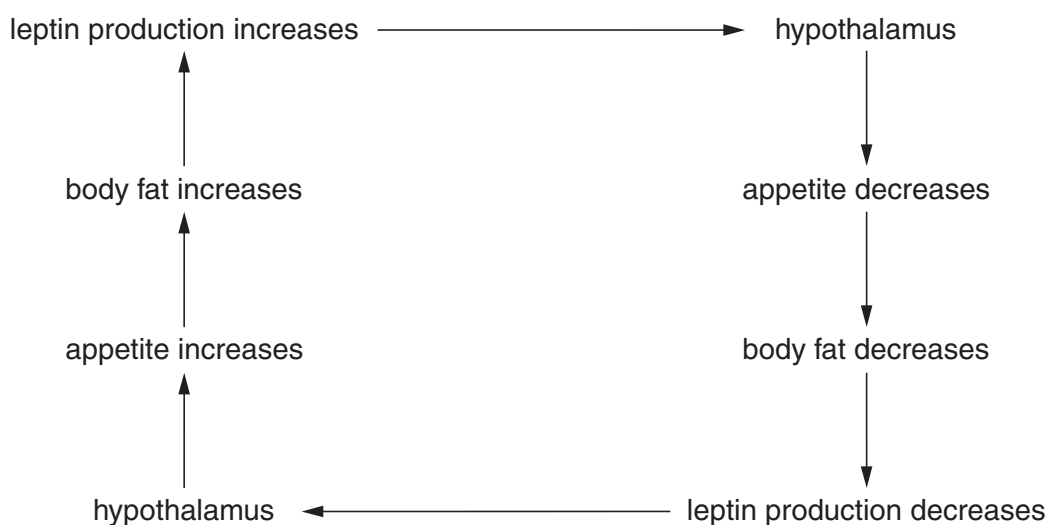 leptin production increases
hypothalamus
body fat increases
appetite decreases
appetite increases
body fat decreases
hypothalamus
leptin production decreases